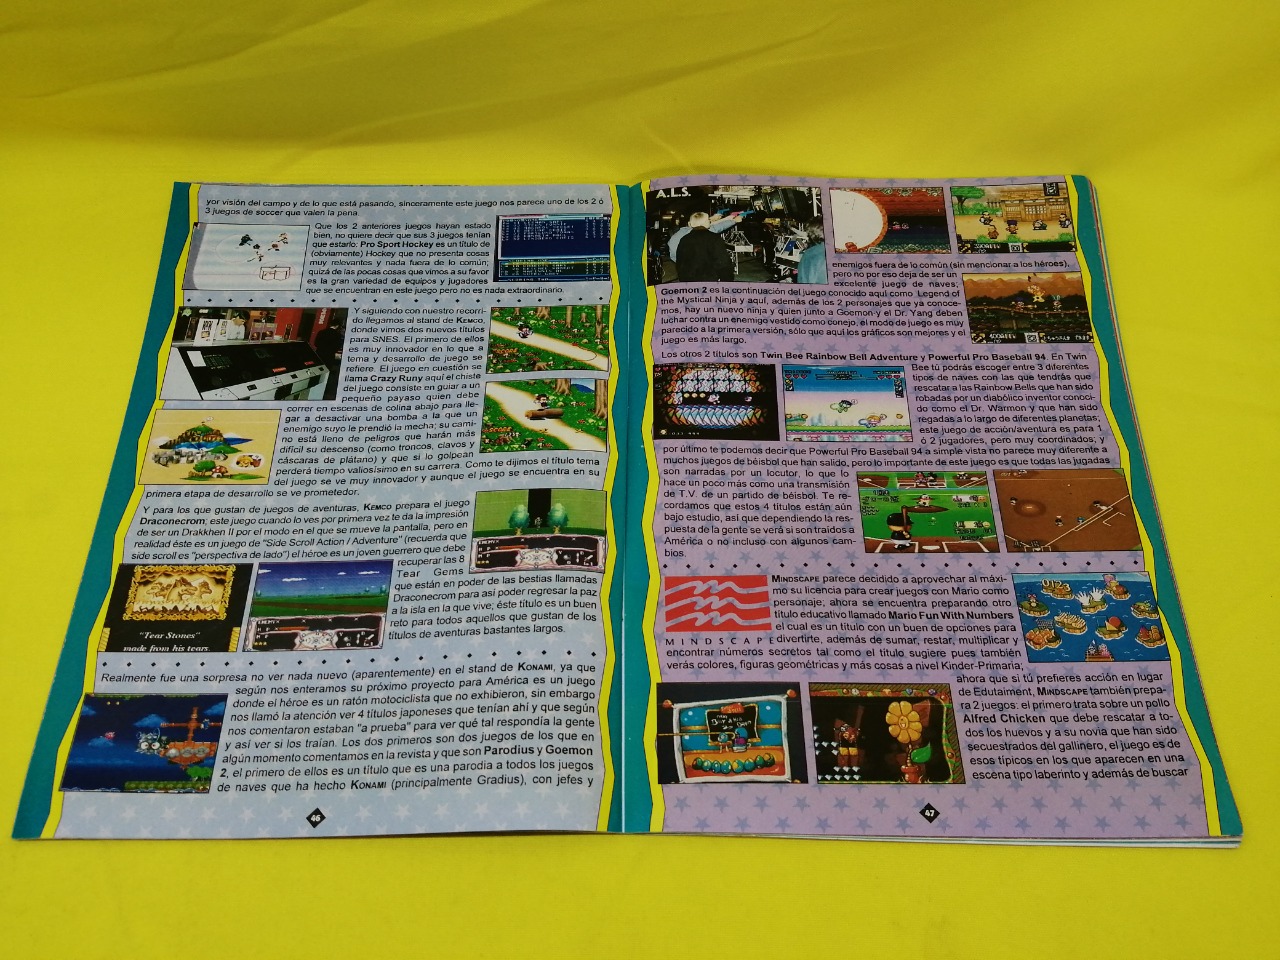 yor visión del campo y de lo que está pasando, sinceramente este juego nos parece uno de los 2 ó
3 juegos de soccer que valen la pena.
Que los 2 anteriores juegos hayan estado
bien, no quiere decir que sus 3 juegos tenían
que estarlo: Pro Sport Hockey es un título de
(obviamente) Hockey que no presenta cosas
muy relevantes y nada fuera de lo común;
quizá de las pocas cosas que vimos a su favor
es la gran variedad de equipos y jugadores
que se encuentran en este juego pero no es nada extraordinario.
Y siguiendo con nuestro recorri-
do llegamos al stand de KEMCO,
donde vimos dos nuevos títulos
para SNES. El primero de ellos
es muy innovador en lo que a
tema y desarrollo de juego se
refiere. El juego en cuestión se
llama Crazy Runy aquí el chiste
del juego consiste en guiar a un
pequeño payaso quien debe
correr en escenas de colina abajo para lle-
gar a desactivar una bomba a la que un
enemigo suyo le prendió la mecha; su cami-
no está lleno de peligros que harán más
difícil su descenso (como troncos, clavos y
cáscaras de plátano) y que si lo golpean
perderá tiempo valiosísimo en su carrera. Como te dijimos el título tema
del juego se ve muy innovador y aunque el juego se encuentra en su
primera etapa de desarrollo se ve prometedor.
Y para los que gustan de juegos de aventuras, KEMCO prepara el juego
Draconecrom; este juego cuando lo ves por primera vez te da la impresión
de ser un Drakkhen II por el modo en el que se mueve la pantalla, pero en
realidad éste es un juego de "Side Scroll Action / Adventure" (recuerda que
side scroll es "perspectiva de lado") el héroe es un joven guerrero que debe
recuperar las 8
Tear Gems
que están en poder de las bestias llamadas
Draconecrom para así poder regresar la paz
a la isla en la que vive; éste título es un buen
reto para todos aquellos que gustan de los
títulos de aventuras bastantes largos.
"Tear Stones"
made from his tears
Realmente fue una sorpresa no ver nada nuevo (aparentemente) en el stand de KONAMI, ya que
según nos enteramos su próximo proyecto para América es un juego
donde el héroe es un ratón motociclista que no exhibieron, sin embargo
nos llamó la atención ver 4 títulos japoneses que tenían ahí y que según
nos comentaron estaban "a prueba" para ver qué tal respondía la gente
y así ver si los traían. Los dos primeros son dos juegos de los que en
algún momento comentamos en la revista y que son Parodius y Goemon
2, el primero de ellos es un título que es una parodia a todos los juegos
de naves que ha hecho KONAMI (principalmente Gradius), con jefes y
46
A.L.S.
enemigos fuera de lo común (sin mencionar a los héroes),
pero no por eso deja de ser un
excelente juego de naves;
Goemon 2 es la continuación del juego conocido aquí como Legend of
the Mystical Ninja y aquí, además de los 2 personajes que ya conoce-
mos, hay un nuevo ninja y quien junto a Goemon y el Dr. Yang deben
luchar contra un enemigo vestido como conejo, el modo de juego es muy
parecido a la primera versión, sólo que aquí los gráficos son mejores y el
juego es más largo.
Los otros 2 títulos son Twin Bee Rainbow Bell Adventure y Powerful Pro Baseball 94. En Twin
Bee tú podrás escoger entre 3 diferentes
tipos de naves con las que tendrás que
rescatar a las Rainbow Bells que han sido
robadas por un diabólico inventor conoci-
do como el Dr. Warmon y que han sido
regadas a lo largo de diferentes planetas;
este juego de acción/aventura es para 1
ó 2 jugadores, pero muy coordinados; y
por último te podemos decir que Powerful Pro Baseball 94 a simple vista no parece muy diferente a
muchos juegos de béisbol que han salido, pero lo importante de este juego es que todas las jugadas
son narradas por un locutor, lo que lo
hace un poco más como una transmisión
de T.V. de un partido de béisbol. Te re-
cordamos que estos 4 títulos están aún
bajo estudio, así que dependiendo la res-
puesta de la gente se verá si son traídos a
América o no incluso con algunos cam-
bios.
MINDSCAPE
MINDSCAPE parece decidido a aprovechar al máxi-
mo su licencia para crear juegos con Mario como
personaje; ahora se encuentra preparando otro
título educativo llamado Mario Fun With Numbers
el cual es un título con un buen de opciones para
divertirte, además de sumar, restar, multiplicar y
encontrar números secretos tal como el título sugiere pues también
verás colores, figuras geométricas y más cosas a nivel Kinder-Primaria;
ahora que si tú prefieres acción en lugar
de Edutaiment, MINDSCAPE también prepa-
ra 2 juegos: el primero trata sobre un pollo
Alfred Chicken que debe rescatar a to-
dos los huevos y a su novia que han sido
secuestrados del gallinero, el juego es de
esos típicos en los que aparecen en una
escena tipo laberinto y además de buscar
47